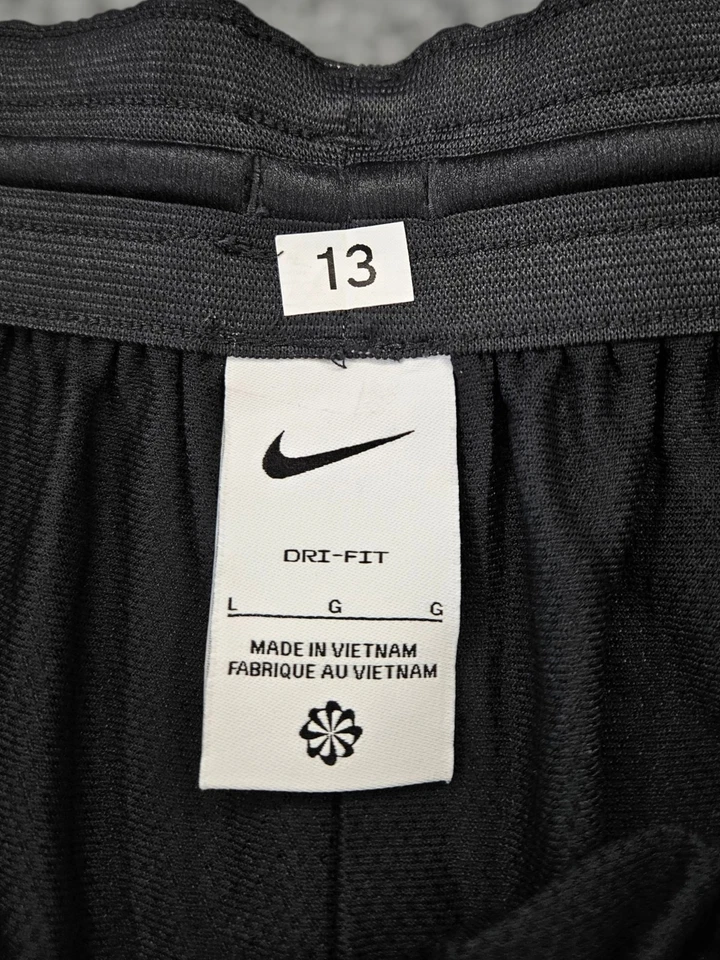 13
DRI-FIT
L G G
MADE IN VIETNAM
FABRIQUE AU VIETNAM